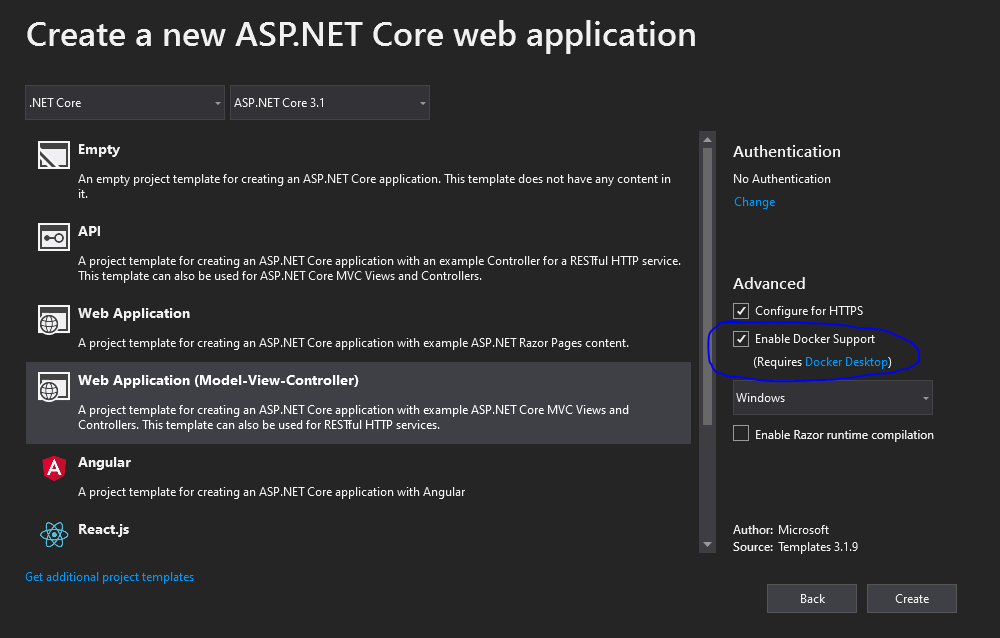 Create a new ASP.NET Core web application
.NET Core
ASP.NET Core 3.1
Empty
An empty project template for creating an ASP.NET Core application. This template does not have any content in
it.
API
A project template for creating an ASP.NET Core application with an example Controller for a RESTful HTTP service.
This template can also be used for ASP.NET Core MVC Views and Controllers.
Web Application
A project template for creating an ASP.NET Core application with example ASP.NET Razor Pages content.
Web Application (Model-View-Controller)
A project template for creating an ASP.NET Core application with example ASP.NET Core MVC Views and
Controllers. This template can also be used for RESTful HTTP services.
Angular
A project template for creating an ASP.NET Core application with Angular
React.js
Get additional project templates
Authentication
No Authentication
Change
Advanced
Configure for HTTPS
Enable Docker Support
(Requires Docker Desktop)
Windows
Enable Razor runtime compilation
Author: Microsoft
Source: Templates 3.1.9
Back
Create